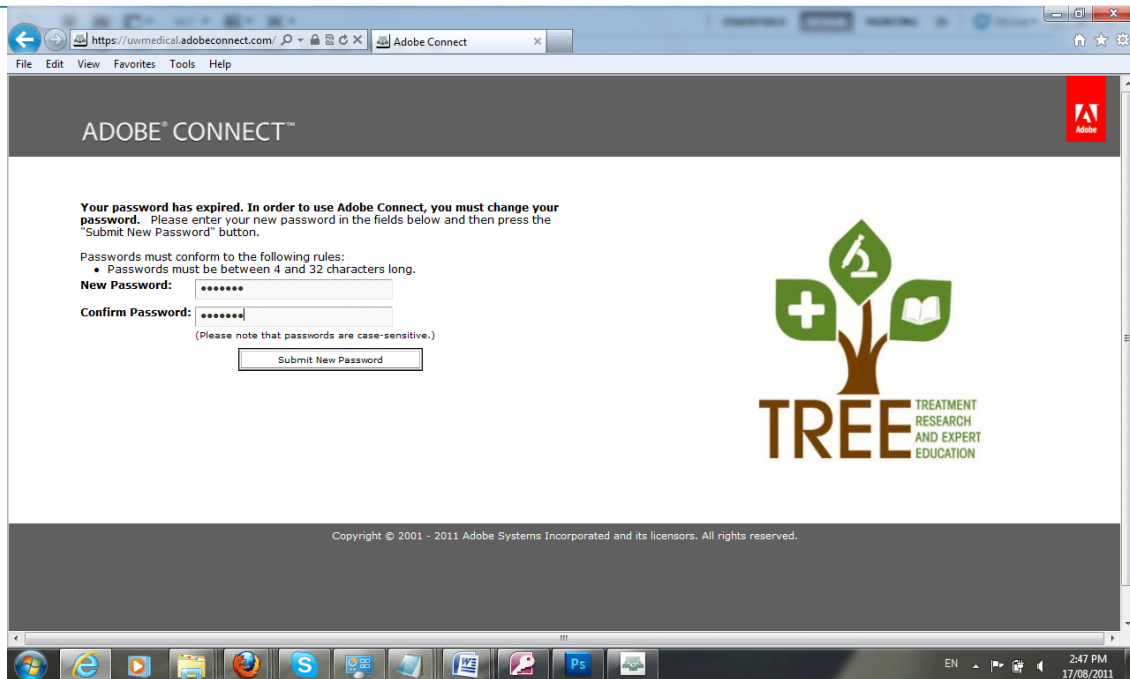 https://uwmedical.adobeconnect.com/
Adobe Connect
File Edit View Favorites Tools Help
ADOBE® CONNECT™
Adobe
Your password has expired. In order to use Adobe Connect, you must change your
password. Please enter your new password in the fields below and then press the
"Submit New Password" button.
Passwords must conform to the following rules:
• Passwords must be between 4 and 32 characters long.
New Password:
Confirm Password:
(Please note that passwords are case-sensitive.)
Submit New Password
TREE
TREATMENT
RESEARCH
AND EXPERT
EDUCATION
Copyright © 2001 - 2011 Adobe Systems Incorporated and its licensors. All rights reserved.
Ps
EN
2:47 PM
17/08/2011